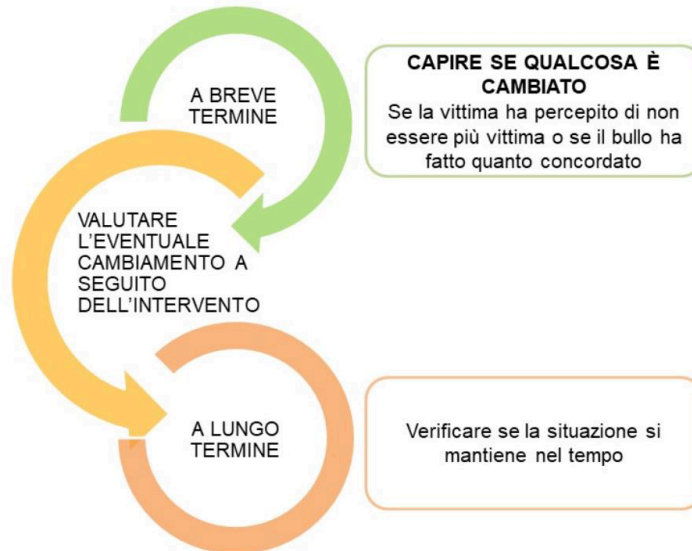 A BREVE
TERMINE
CAPIRE SE QUALCOSA È
CAMBIATO
Se la vittima ha percepito di non
essere più vittima o se il bullo ha
fatto quanto concordato
VALUTARE
L’EVENTUALE
CAMBIAMENTO A
SEGUITO
DELL’INTERVENTO
A LUNGO
TERMINE
Verificare se la situazione si
mantiene nel tempo